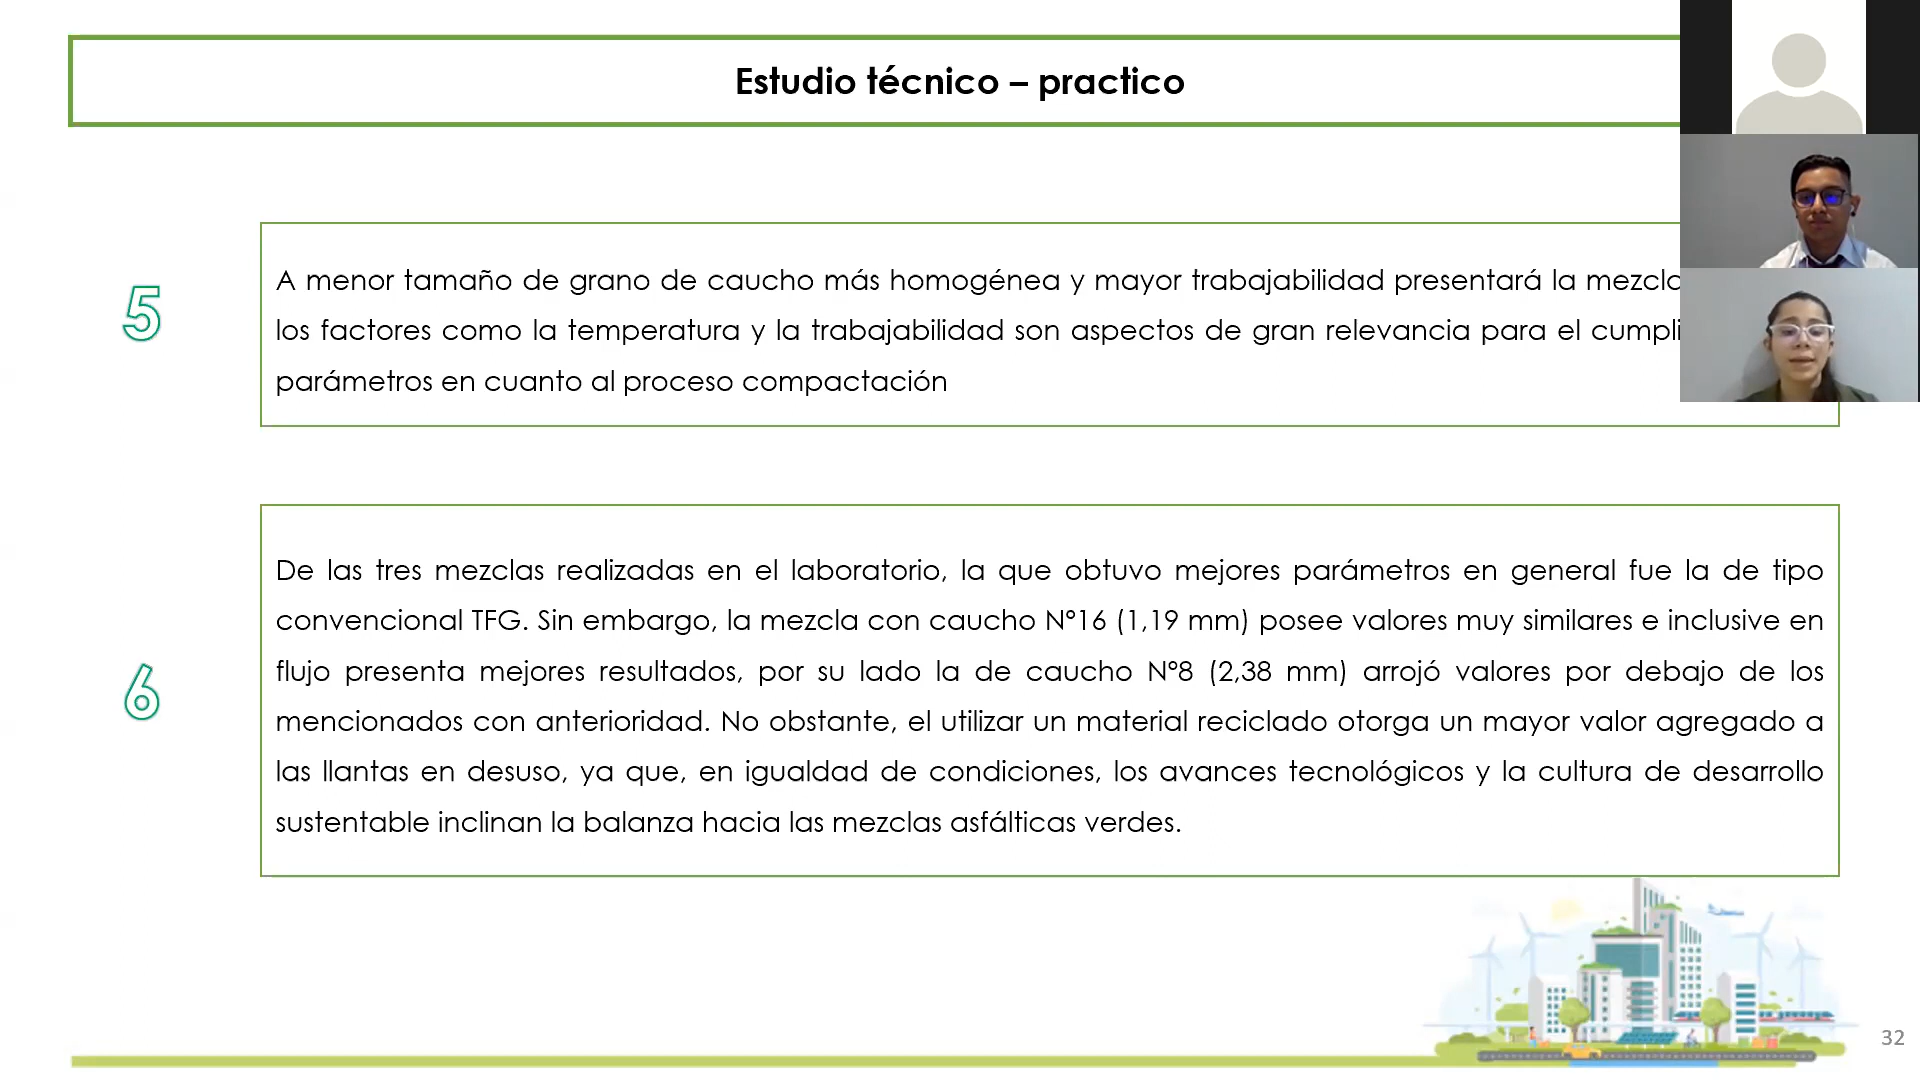 Estudio técnico – practico
5
A menor tamaño de grano de caucho más homogénea y mayor trabajabilidad presentará la
los factores como la temperatura y la trabajabilidad son aspectos de gran relevancia para el
parámetros en cuanto al proceso compactación
6
De las tres mezclas realizadas en el laboratorio, la que obtuvo mejores parámetros en general fue la de tipo
convencional TFG. Sin embargo, la mezcla con caucho N°16 (1,19 mm) posee valores muy similares e inclusive en
flujo presenta mejores resultados, por su lado la de caucho N°8 (2,38 mm) arrojó valores por debajo de los
mencionados con anterioridad. No obstante, el utilizar un material reciclado otorga un mayor valor agregado a
las llantas en desuso, ya que, en igualdad de condiciones, los avances tecnológicos y la cultura de desarrollo
sustentable inclinan la balanza hacia las mezclas asfálticas verdes.
32